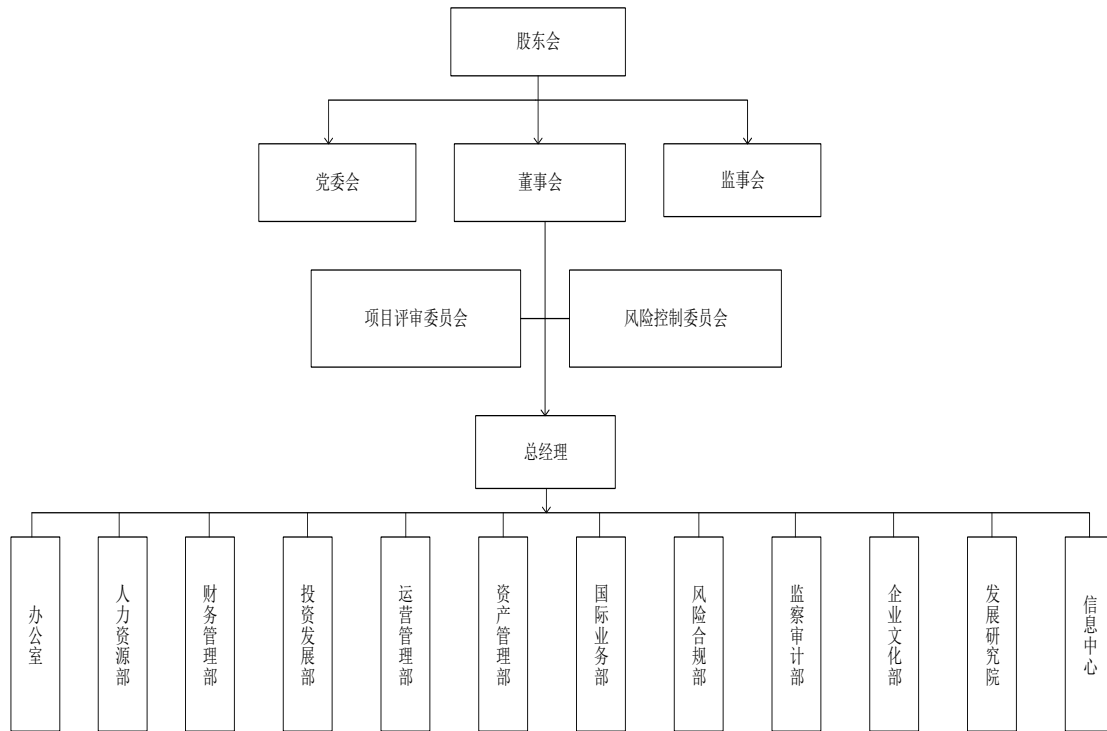 股东会
党委会
董事会
监事会
项目评审委员会
风险控制委员会
总经理
办公室
人力资源部
财务管理部
投资发展部
运营管理部
资产管理部
国际业务部
风险合规部
监察审计部
企业文化部
发展研究院
信息中心